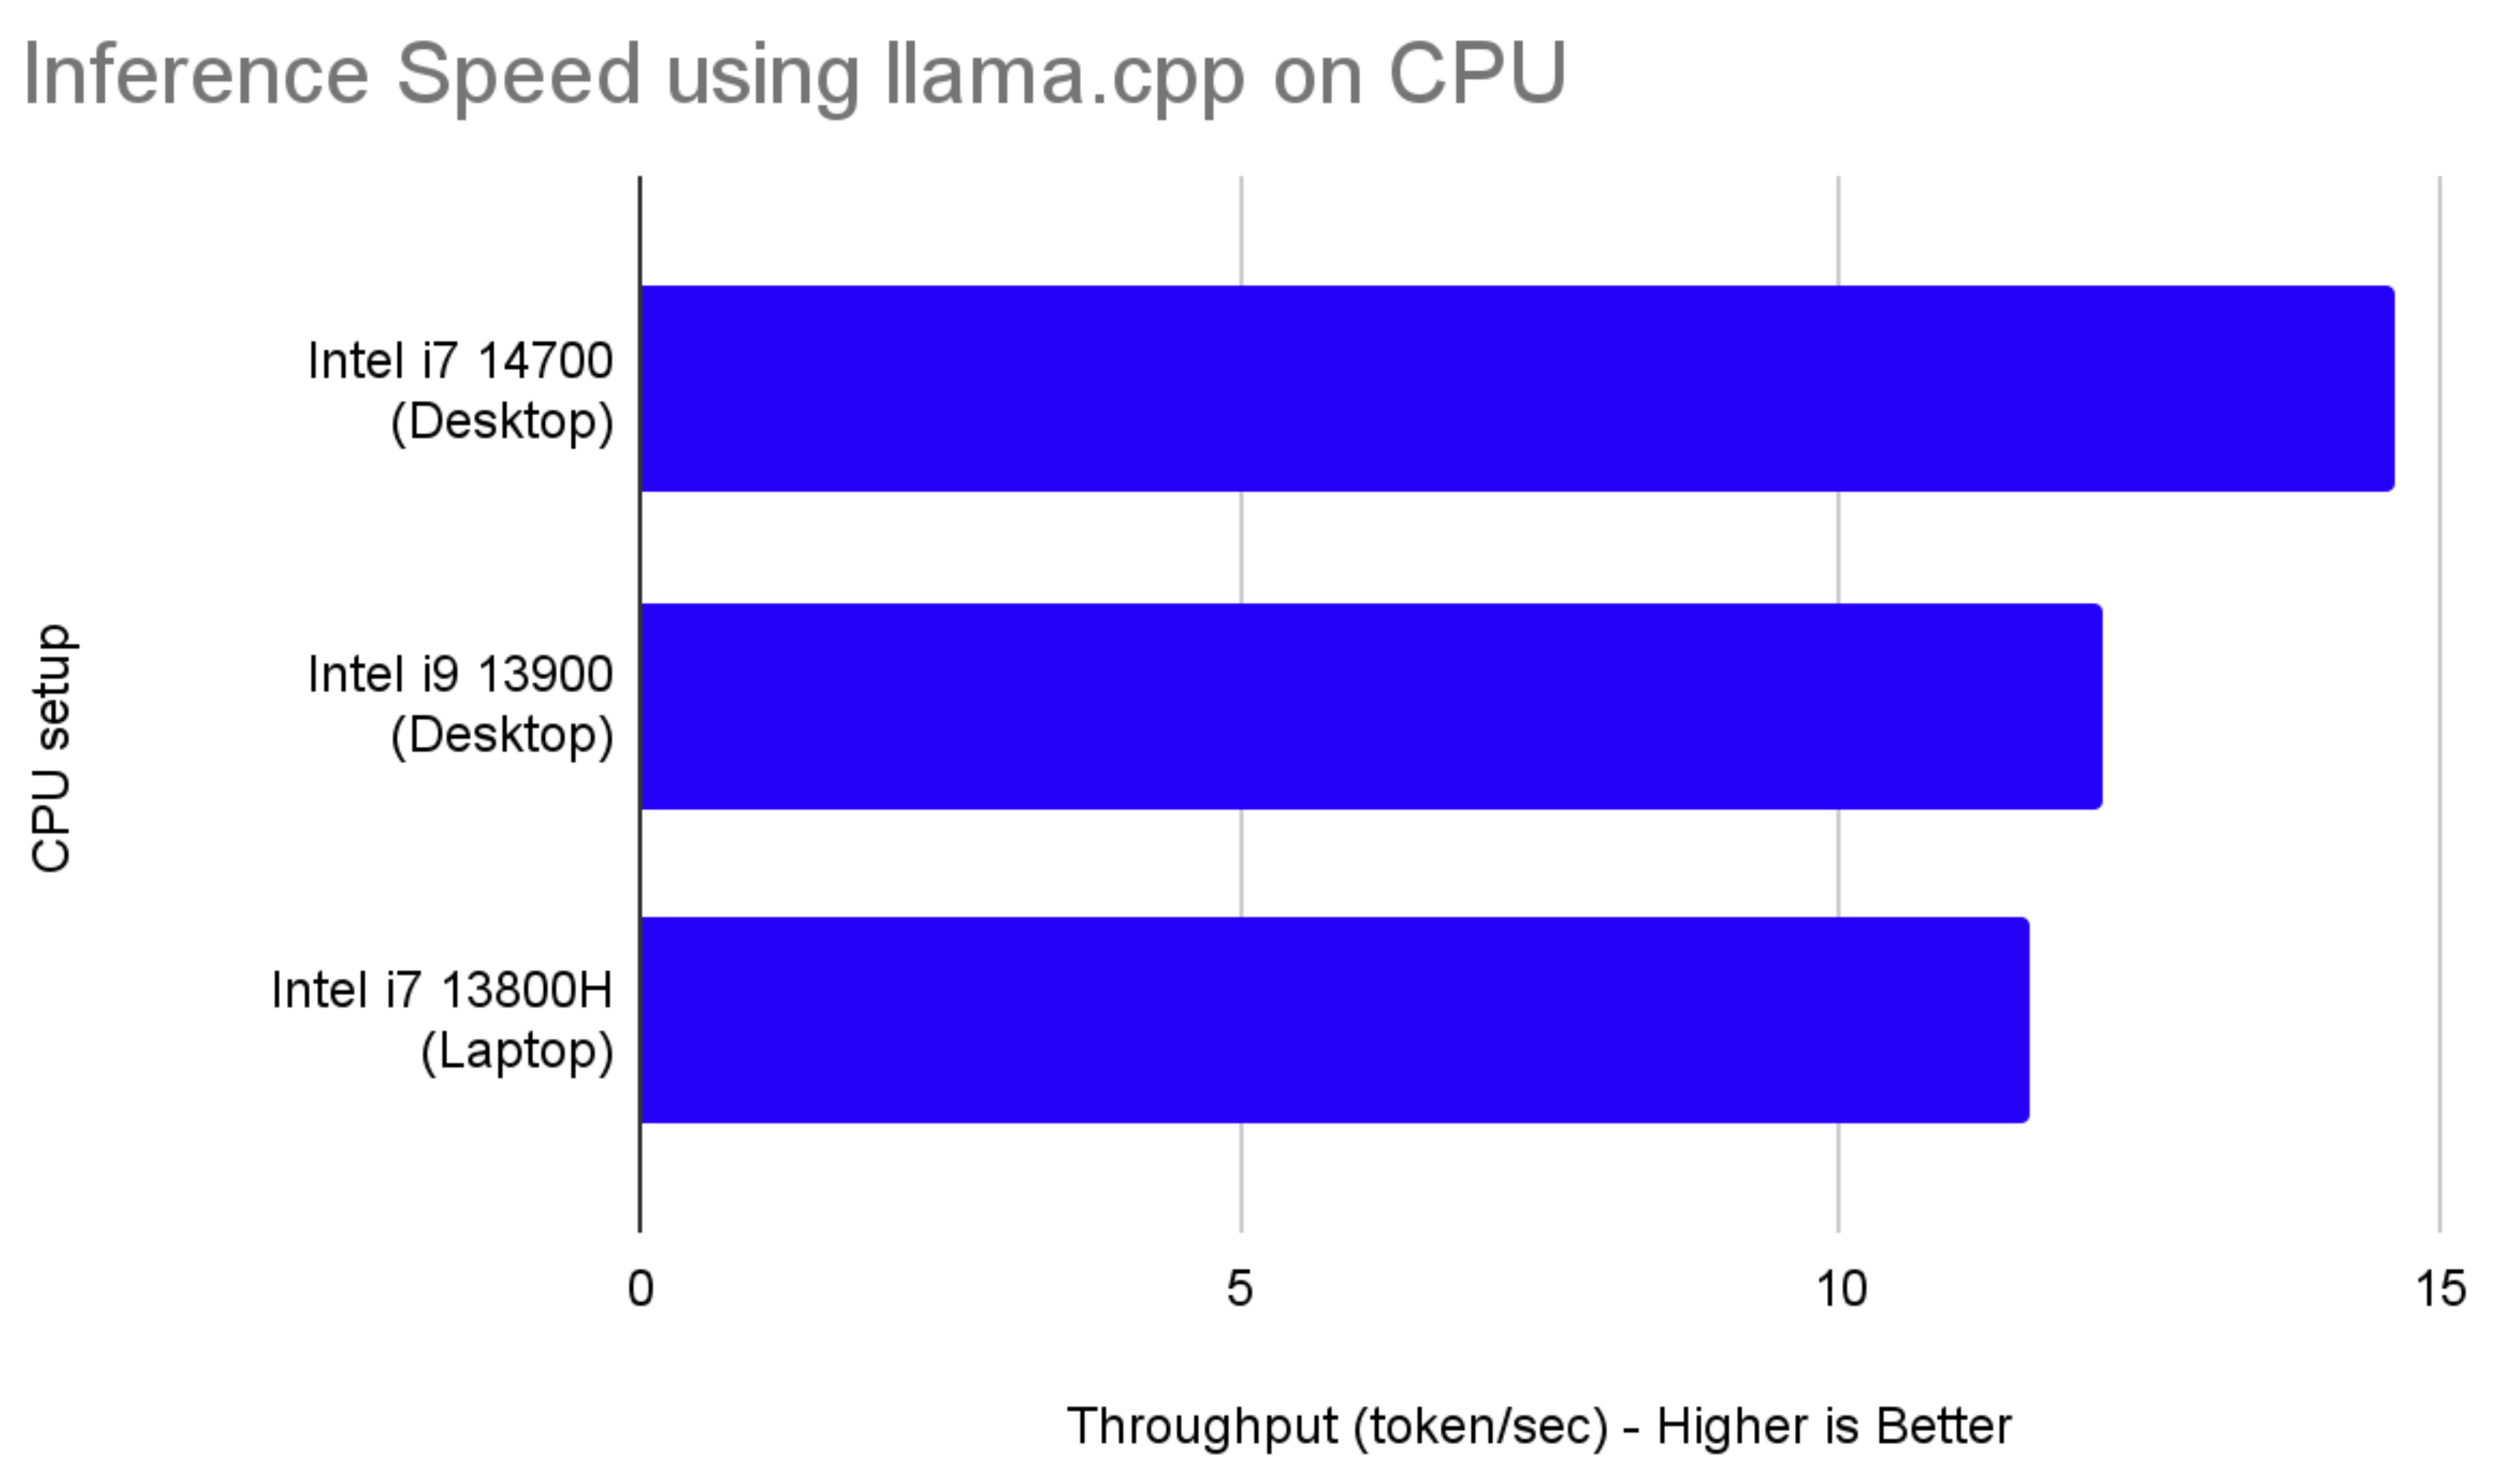 Inference Speed using llama.cpp on CPU
CPU setup
Intel i7 14700
(Desktop)
Intel i9 13900
(Desktop)
Intel i7 13800H
(Laptop)
0 5 10 15
Throughput (token/sec) - Higher is Better